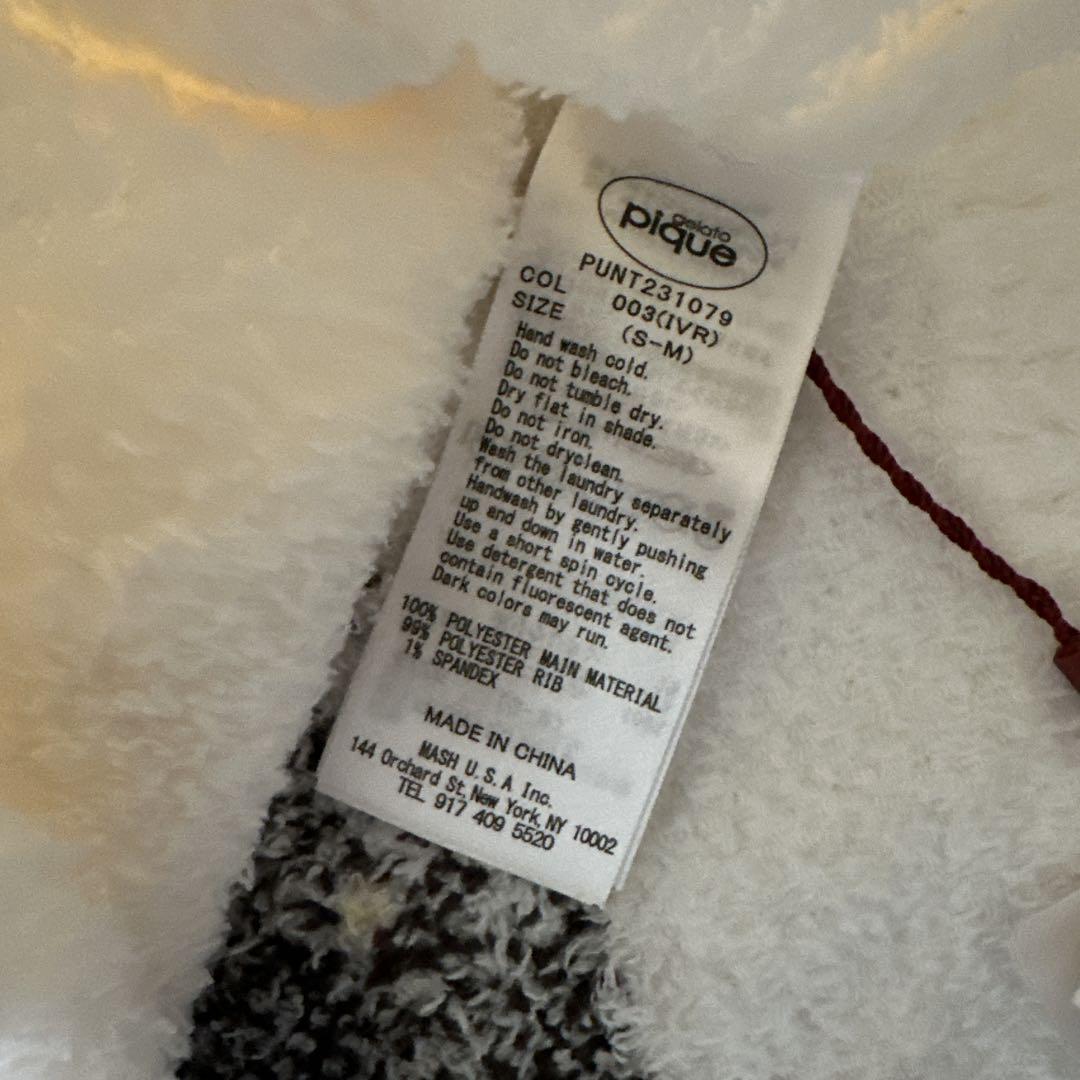 gelato
pique
PUNT231079
COL 003(IVR)
SIZE (S-M)
Hand wash cold.
Do not bleach.
Do not tumble dry.
Dry flat in shade.
Do not iron.
Do not dryclean.
Wash the laundry separately
from other laundry.
Handwash by gently pushing
up and down in water.
Use a short spin cycle.
Use detergent that does not
contain fluorescent agent.
Dark colors may run.
100% POLYESTER MAIN MATERIAL
99% POLYESTER RIB
1% SPANDEX
MADE IN CHINA
MASH U.S.A Inc.
144 Orchard St, New York, NY 10002
TEL 917 409 5520